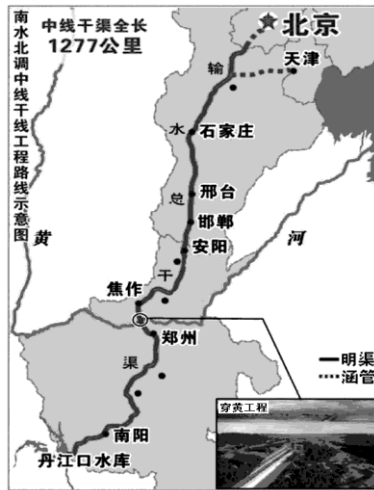 南水北调中线干线工程路线示意图
中线干渠全长
1277公里
北京
天津
输
水
总
干
渠
石家庄
邢台
邯郸
安阳
焦作
黄
河
郑州
南阳
丹江口水库
明渠
涵管
穿黄工程